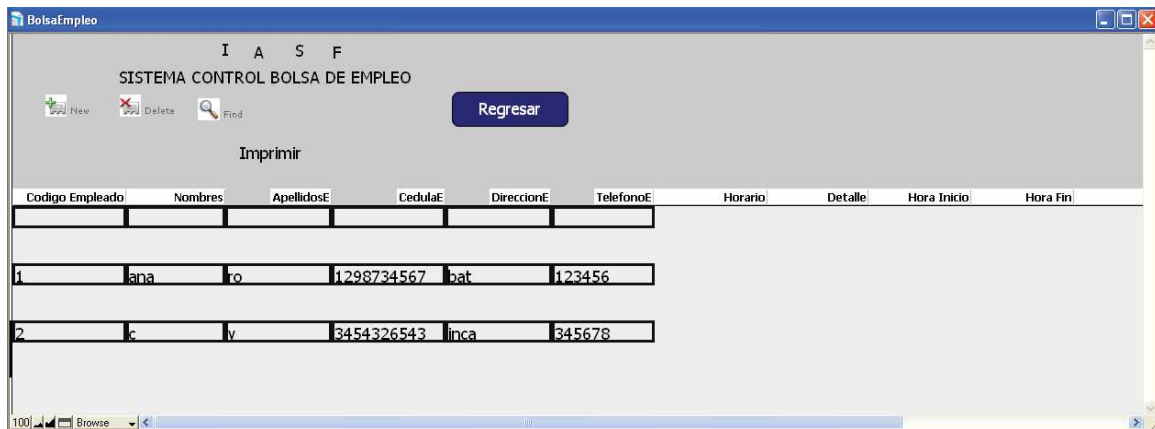 BolsaEmpleo
I A S F
SISTEMA CONTROL BOLSA DE EMPLEO
New Delete Find Regresar
Imprimir
Codigo Empleado Nombres ApellidosE CedulaE DireccionE TelefonoE Horario Detalle Hora Inicio Hora Fin
1 ana ro 1298734567 bat 123456
2 c v 3454326543 inca 345678
100 Browse